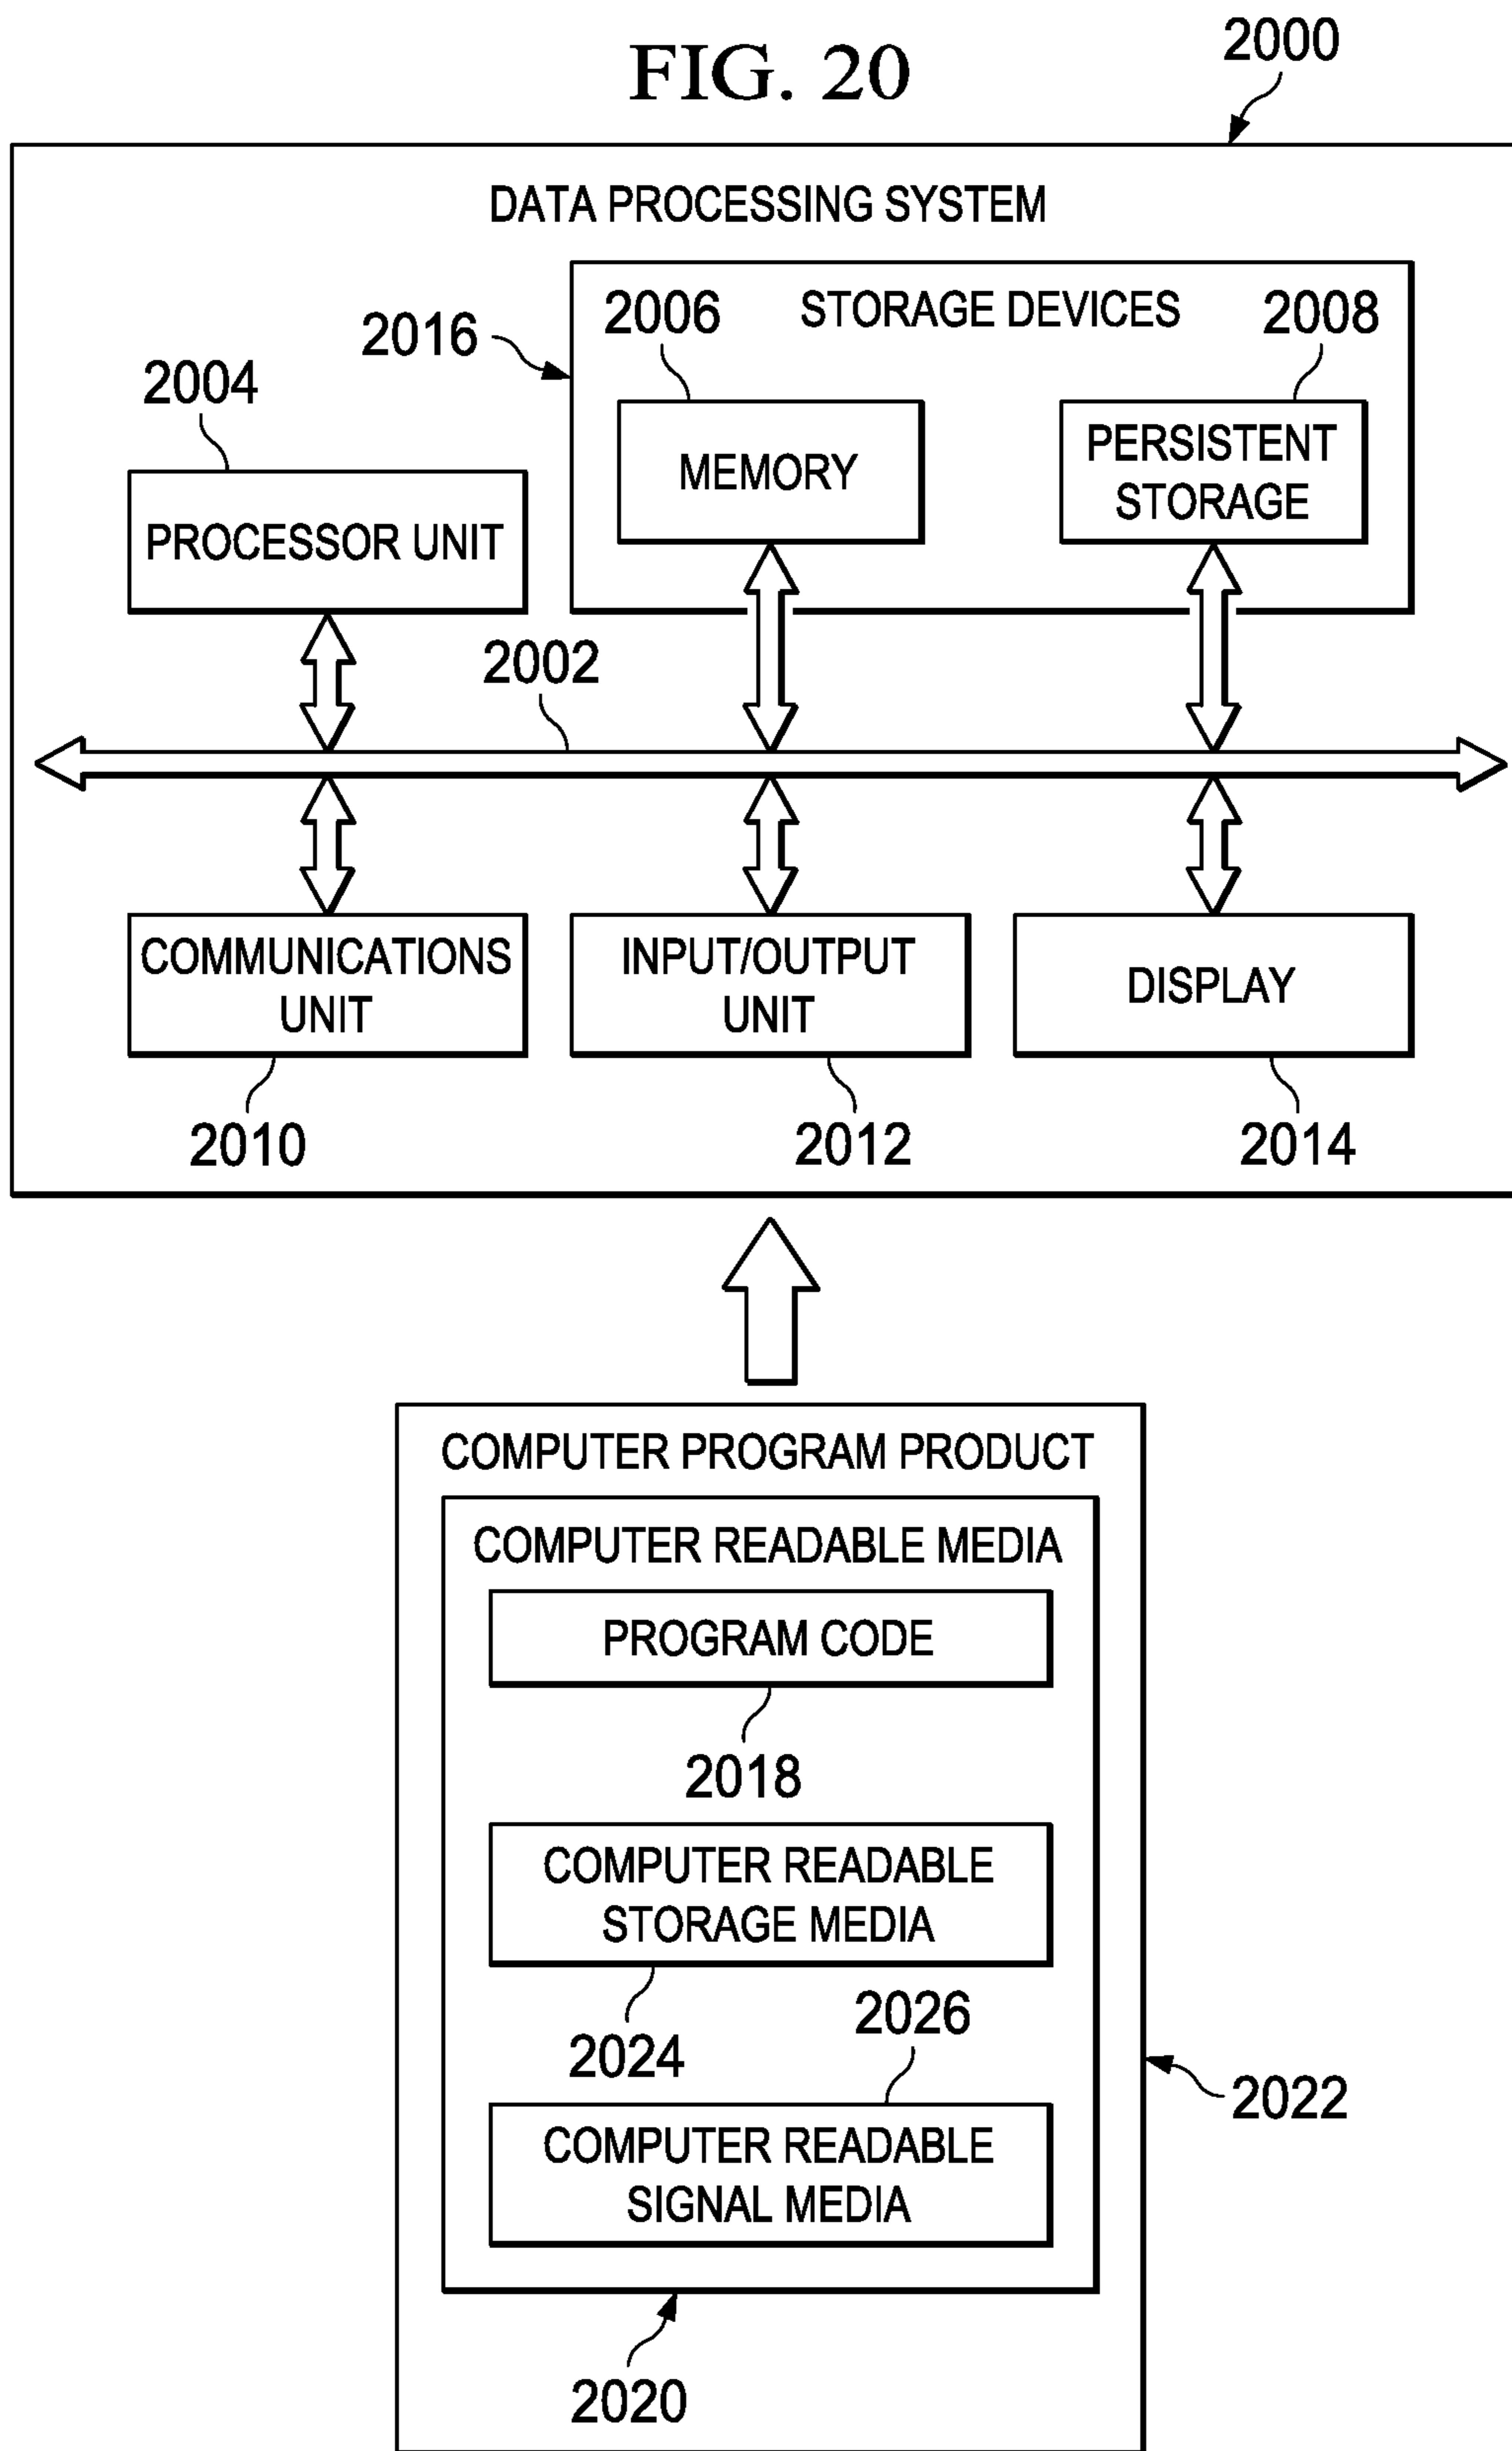 FIG. 20
2000
DATA PROCESSING SYSTEM
2016
2006
STORAGE DEVICES
2008
2004
MEMORY
PERSISTENT
STORAGE
PROCESSOR UNIT
2002
COMMUNICATIONS
UNIT
INPUT/OUTPUT
UNIT
DISPLAY
2010
2012
2014
COMPUTER PROGRAM PRODUCT
COMPUTER READABLE MEDIA
PROGRAM CODE
2018
COMPUTER READABLE
STORAGE MEDIA
2024
2026
COMPUTER READABLE
SIGNAL MEDIA
2022
2020